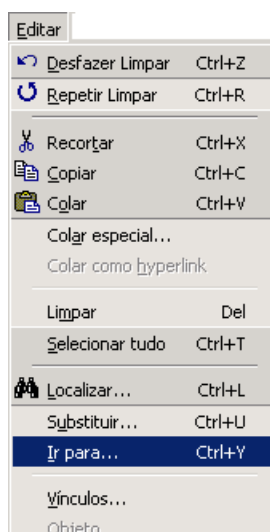 Editar
Desfazer Limpar Ctrl+Z
Repetir Limpar Ctrl+R
Recortar Ctrl+X
Copiar Ctrl+C
Colar Ctrl+V
Colar especial...
Colar como hyperlink
Limpar Del
Selecionar tudo Ctrl+T
Localizar... Ctrl+L
Substituir... Ctrl+U
Ir para... Ctrl+Y
Vínculos...
Objeto